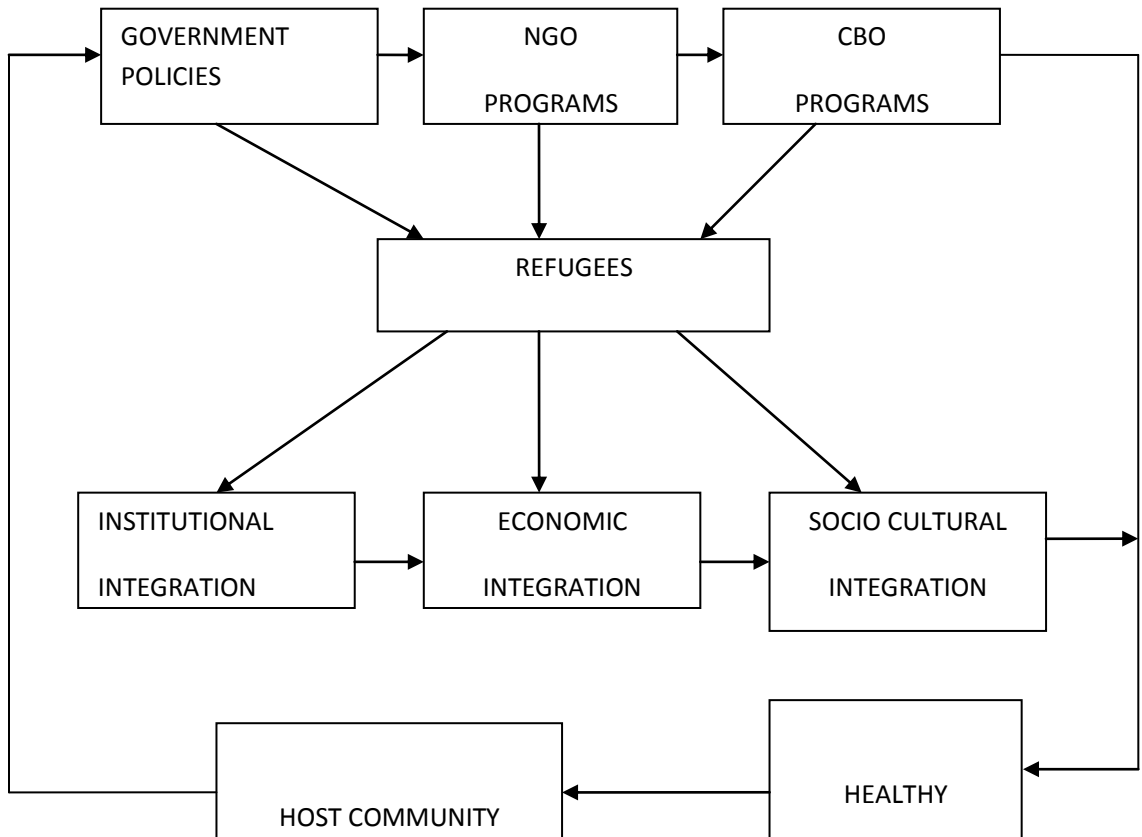 GOVERNMENT
POLICIES
NGO
PROGRAMS
CBO
PROGRAMS
REFUGEES
INSTITUTIONAL
INTEGRATION
ECONOMIC
INTEGRATION
SOCIO CULTURAL
INTEGRATION
HOST COMMUNITY
HEALTHY